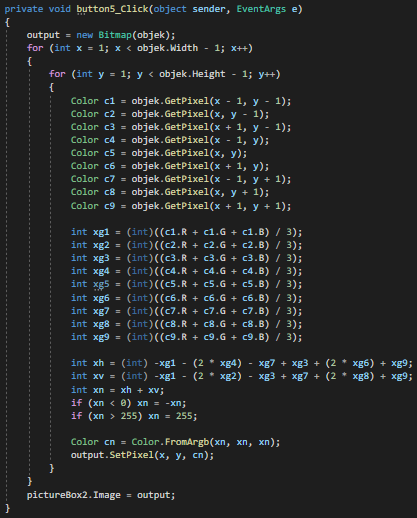 private void button5_Click(object sender, EventArgs e)
{
output = new Bitmap(objek);
for (int x = 1; x < objek.Width - 1; x++)
{
for (int y = 1; y < objek.Height - 1; y++)
{
Color c1 = objek.GetPixel(x - 1, y - 1);
Color c2 = objek.GetPixel(x, y - 1);
Color c3 = objek.GetPixel(x + 1, y - 1);
Color c4 = objek.GetPixel(x - 1, y);
Color c5 = objek.GetPixel(x, y);
Color c6 = objek.GetPixel(x + 1, y);
Color c7 = objek.GetPixel(x - 1, y + 1);
Color c8 = objek.GetPixel(x, y + 1);
Color c9 = objek.GetPixel(x + 1, y + 1);
int xg1 = (int)((c1.R + c1.G + c1.B) / 3);
int xg2 = (int)((c2.R + c2.G + c2.B) / 3);
int xg3 = (int)((c3.R + c3.G + c3.B) / 3);
int xg4 = (int)((c4.R + c4.G + c4.B) / 3);
int xg5 = (int)((c5.R + c5.G + c5.B) / 3);
int xg6 = (int)((c6.R + c6.G + c6.B) / 3);
int xg7 = (int)((c7.R + c7.G + c7.B) / 3);
int xg8 = (int)((c8.R + c8.G + c8.B) / 3);
int xg9 = (int)((c9.R + c9.G + c9.B) / 3);
int xh = (int) -xg1 - (2 * xg4) - xg7 + xg3 + (2 * xg6) + xg9;
int xv = (int) -xg1 - (2 * xg2) - xg3 + xg7 + (2 * xg8) + xg9;
int xn = xh + xv;
if (xn < 0) xn = -xn;
if (xn > 255) xn = 255;
Color cn = Color.FromArgb(xn, xn, xn);
output.SetPixel(x, y, cn);
}
}
pictureBox2.Image = output;
}